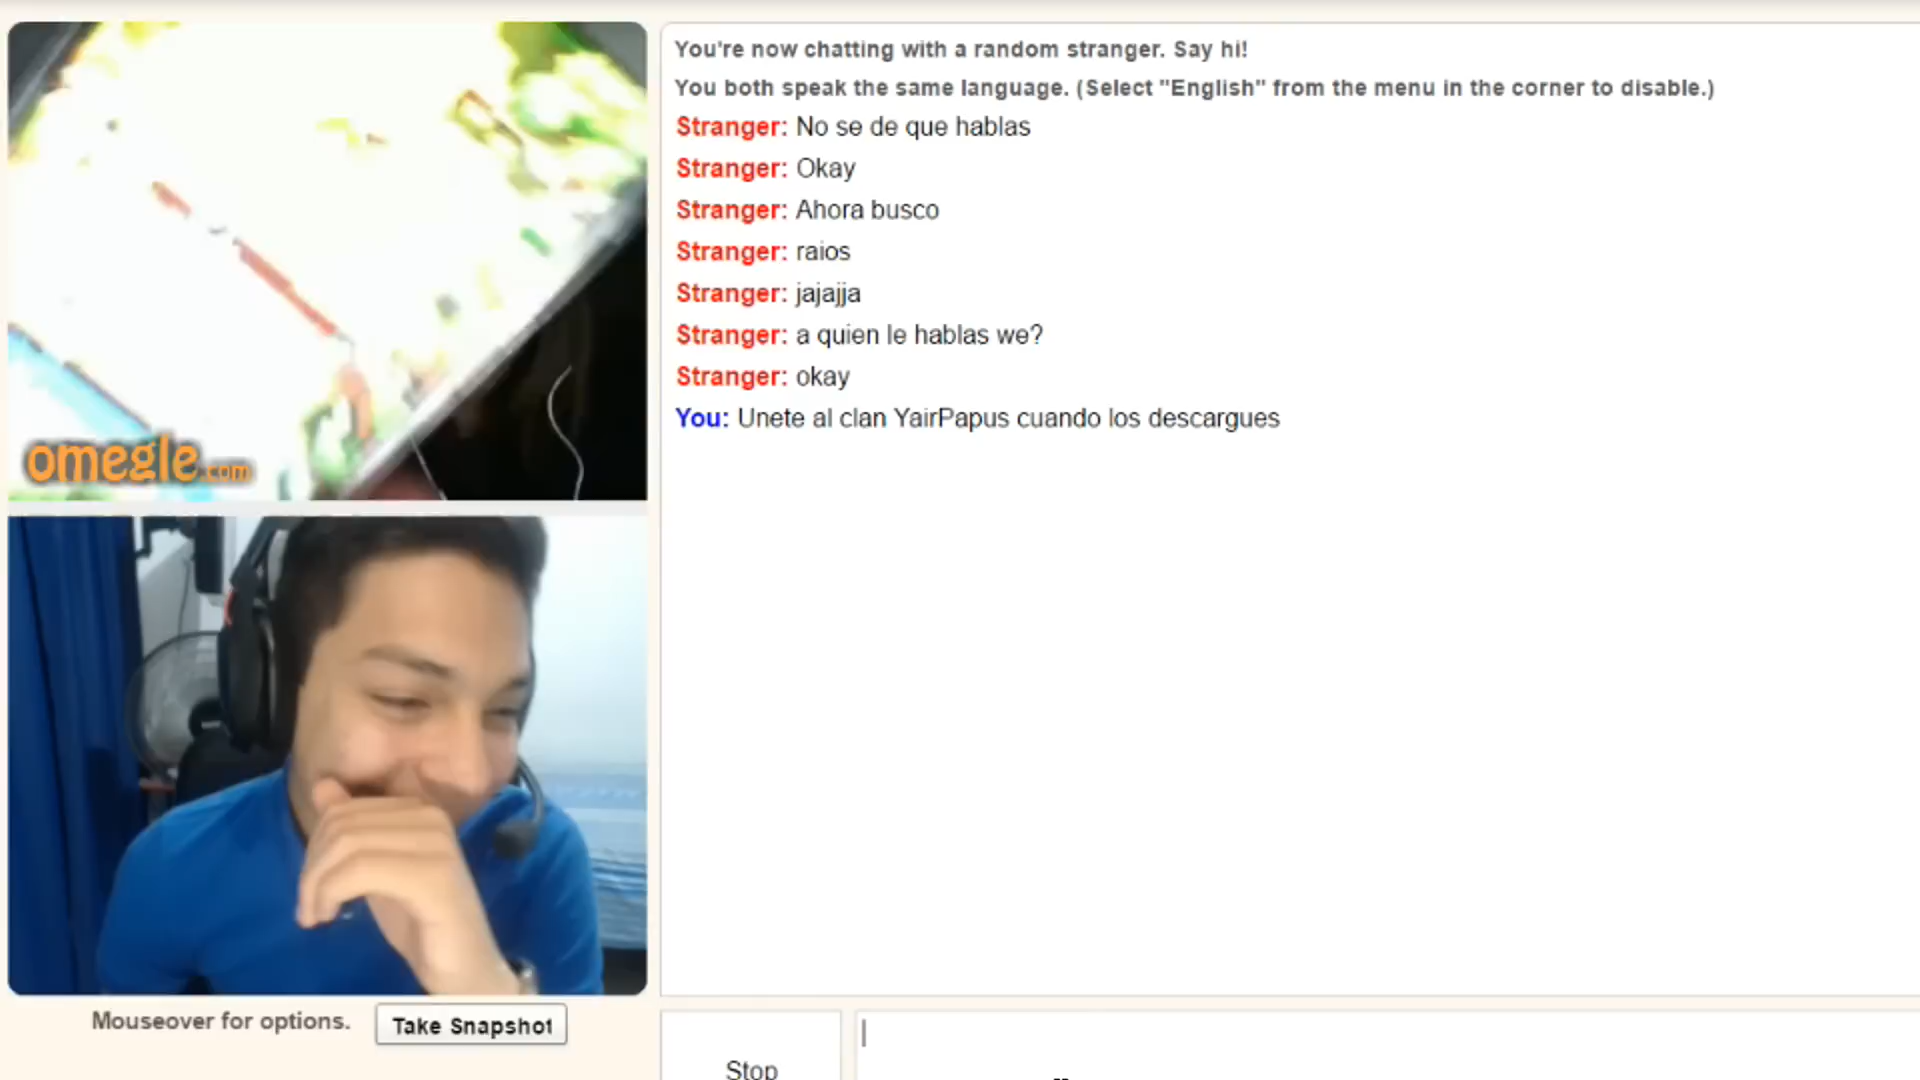 You're now chatting with a random stranger. Say hi!
You both speak the same language. (Select "English" from the menu in the corner to disable.)
Stranger: No se de que hablas
Stranger: Okay
Stranger: Ahora busco
Stranger: raios
Stranger: jajajja
Stranger: a quien le hablas we?
Stranger: okay
You: Unete al clan YairPapus cuando los descargues
omegle.com
Mouseover for options.
Take Snapshot
Stop